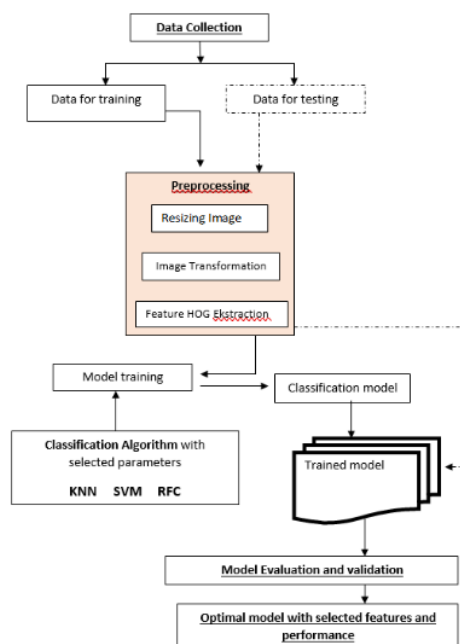 Data Collection
Data for training
Data for testing
Preprocessing
Resizing Image
Image Transformation
Feature HOG Ekstraction
Model training
Classification model
Classification Algorithm with
selected parameters
KNN SVM RFC
Trained model
Model Evaluation and validation
Optimal model with selected features and
performance